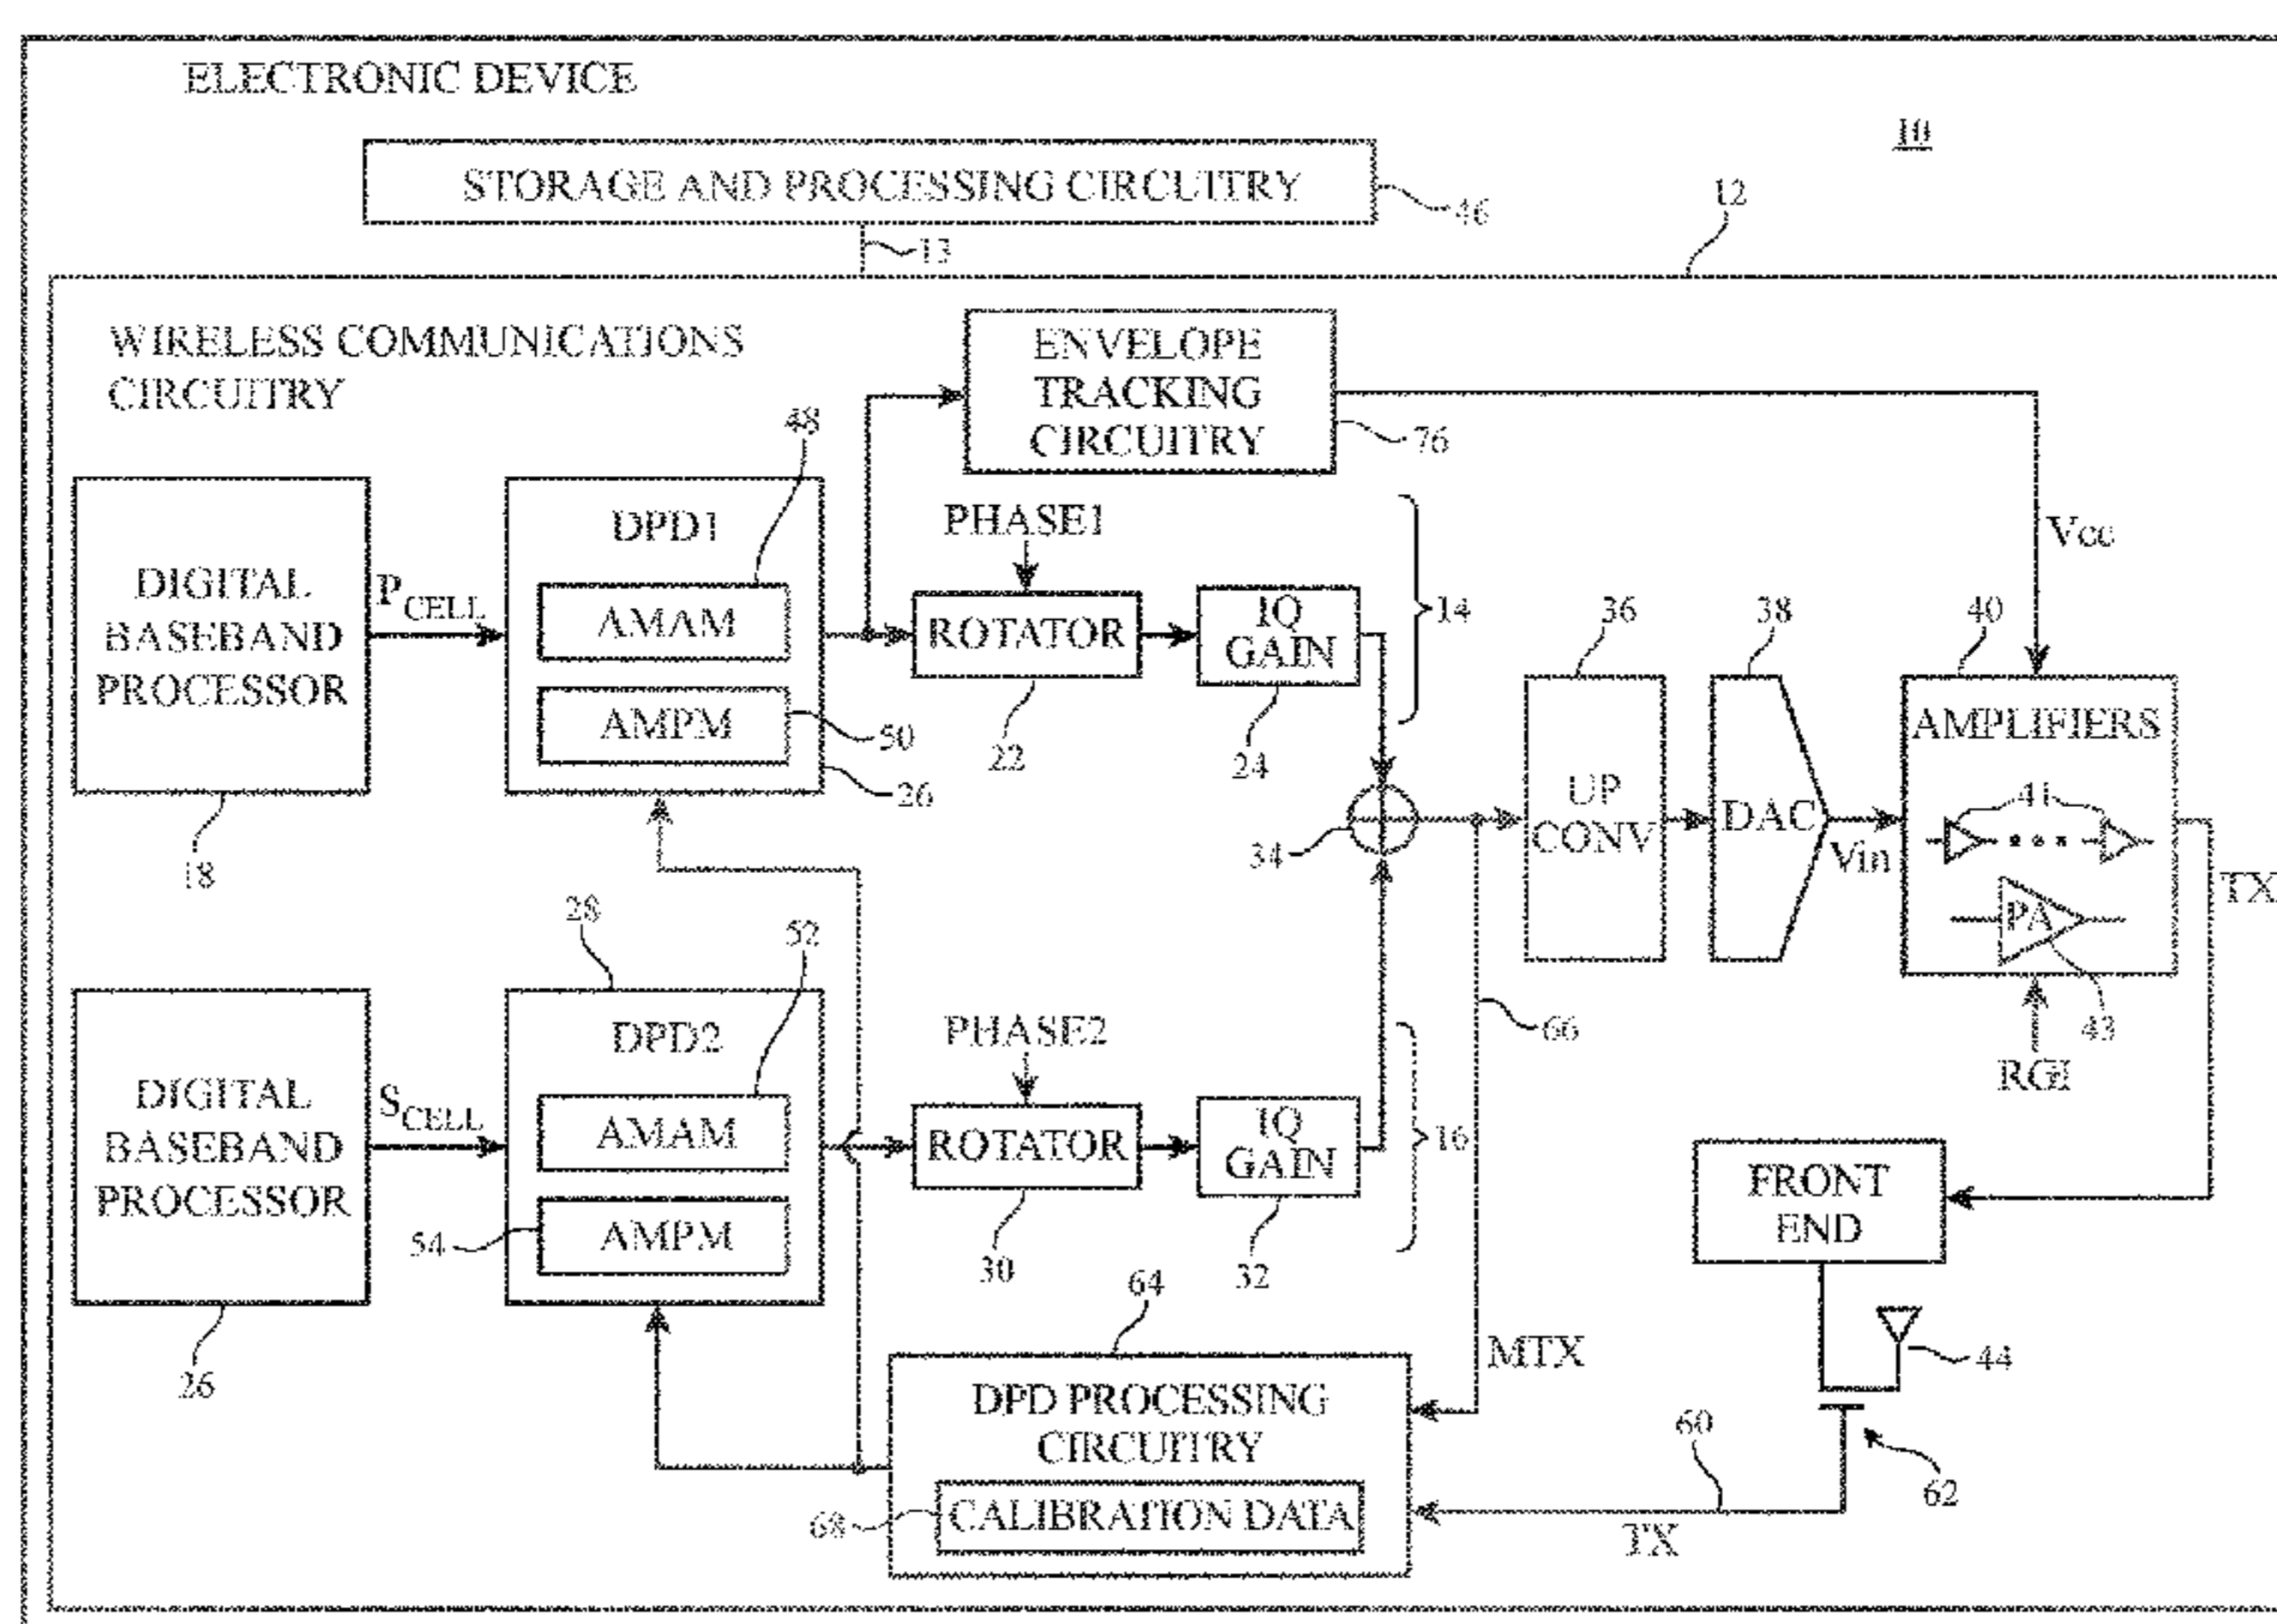 ELECTRONIC DEVICE
10
STORAGE AND PROCESSING CIRCUITRY
46
12
13
WIRELESS COMMUNICATIONS
CIRCUITRY
ENVELOPE
TRACKING
CIRCUITRY
76
48
DPD1
PHASE1
Vcc
DIGITAL
BASEBAND
PROCESSOR
PCELL
AMAM
ROTATOR
IQ
GAIN
14
36
38
40
AMPM
50
22
24
26
AMPLIFIERS
18
34
UP
CONV
DAC
Vin
41
TX
PA
43
RGI
28
52
66
DPD2
PHASE2
DIGITAL
BASEBAND
PROCESSOR
SCELL
AMAM
ROTATOR
IQ
GAIN
16
54
AMPM
30
32
FRONT
END
26
64
MTX
44
DPD PROCESSING
CIRCUITRY
60
62
68
CALIBRATION DATA
TX